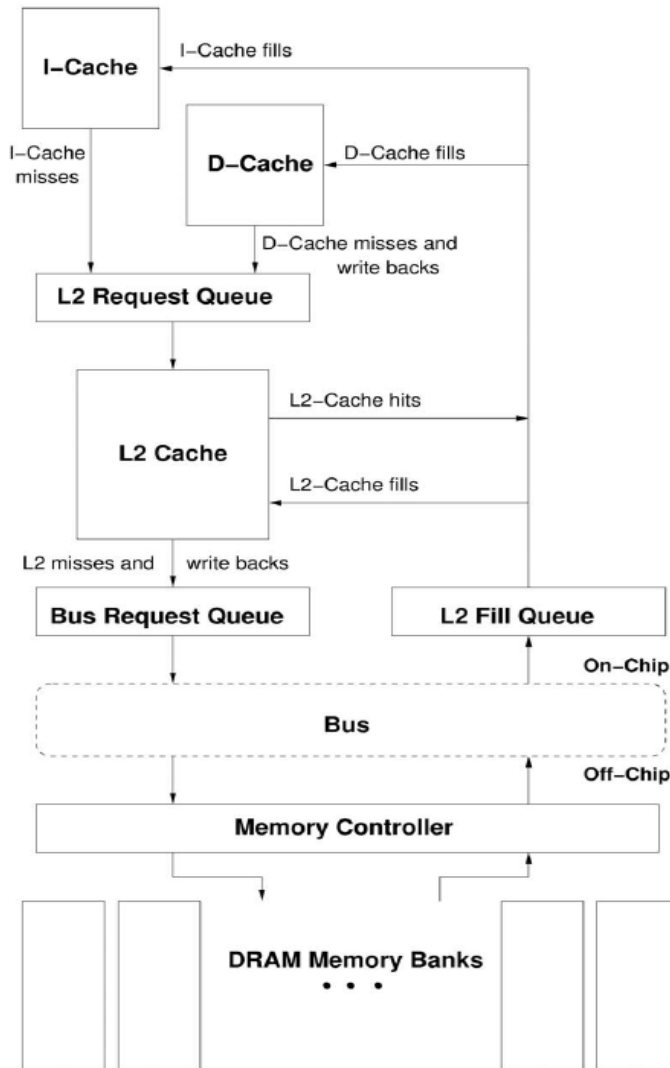 I−Cache fills
I−Cache
I−Cache
misses
D−Cache
D−Cache fills
D−Cache misses and
write backs
L2 Request Queue
L2−Cache hits
L2 Cache
L2−Cache fills
L2 misses and write backs
Bus Request Queue
L2 Fill Queue
On−Chip
Bus
Off−Chip
Memory Controller
DRAM Memory Banks
• • •